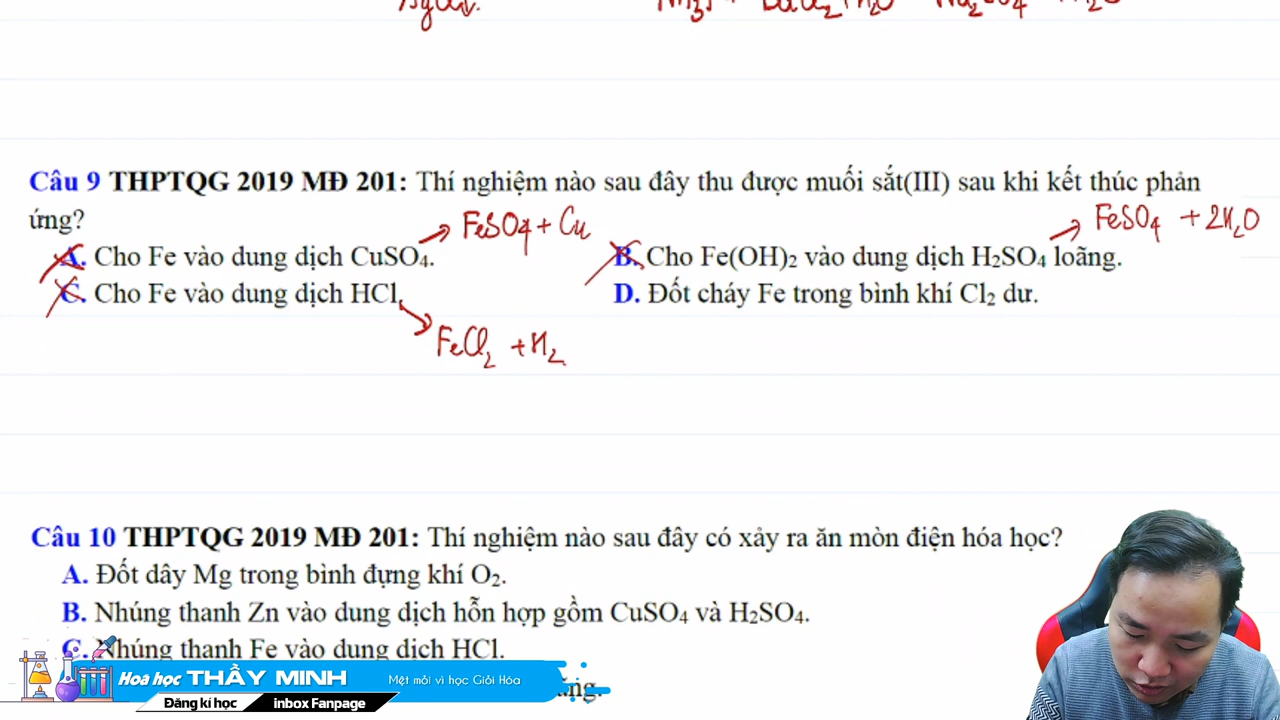 Câu 9 THPTQG 2019 MĐ 201: Thí nghiệm nào sau đây thu được muối sắt(III) sau khi kết thúc phản
ứng?
FeSO4 + Cu
FeSO4 + 2H2O
A. Cho Fe vào dung dịch CuSO4.
B. Cho Fe(OH)2 vào dung dịch H2SO4 loãng.
C. Cho Fe vào dung dịch HCl.
D. Đốt cháy Fe trong bình khí Cl2 dư.
FeCl2 + H2
Câu 10 THPTQG 2019 MĐ 201: Thí nghiệm nào sau đây có xảy ra ăn mòn điện hóa học?
A. Đốt dây Mg trong bình đựng khí O2.
B. Nhúng thanh Zn vào dung dịch hỗn hợp gồm CuSO4 và H2SO4.
C. Nhúng thanh Fe vào dung dịch HCl.
Hoa học THẦY MINH
Mệt mỏi vì học Giỏi Hóa
Đăng kí học
inbox Fanpage